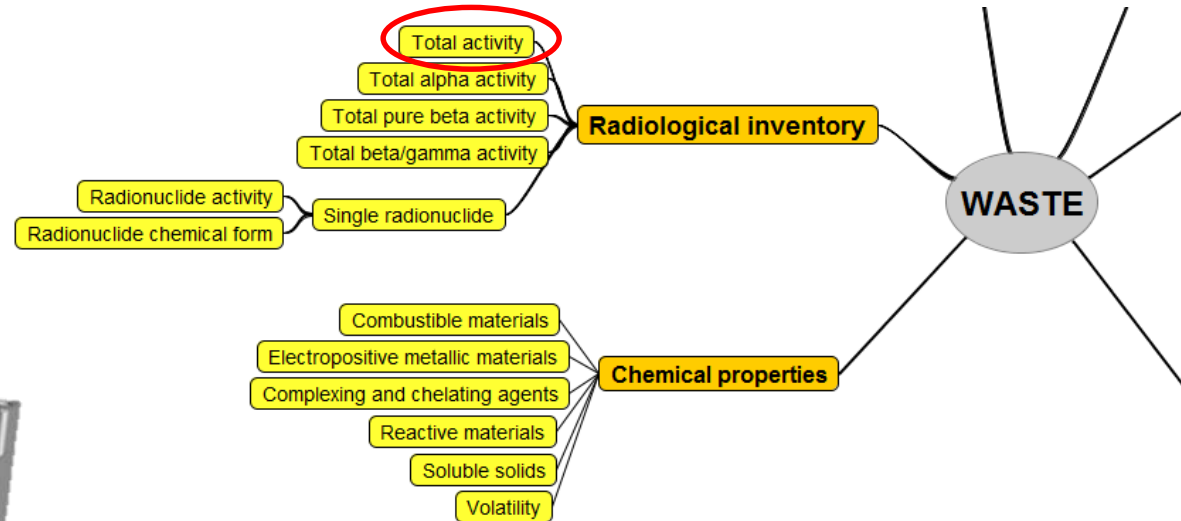 Total activity
Total alpha activity
Total pure beta activity
Total beta/gamma activity
Radionuclide activity
Radionuclide chemical form
Single radionuclide
Radiological inventory
WASTE
Combustible materials
Electropositive metallic materials
Complexing and chelating agents
Reactive materials
Soluble solids
Volatility
Chemical properties